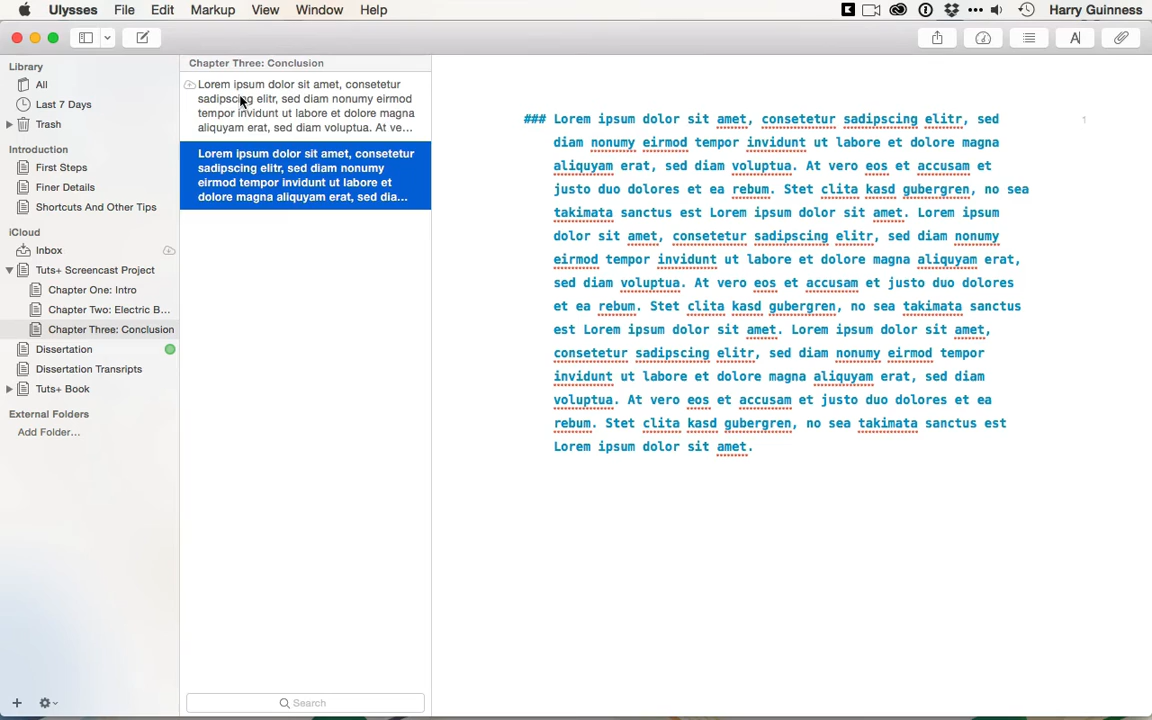 Ulysses File Edit Markup View Window Help Harry Guinness
Library
All
Last 7 Days
Trash
Introduction
First Steps
Finer Details
Shortcuts And Other Tips
iCloud
Inbox
Tuts+ Screencast Project
Chapter One: Intro
Chapter Two: Electric B...
Chapter Three: Conclusion
Dissertation
Dissertation Transripts
Tuts+ Book
External Folders
Add Folder...
Chapter Three: Conclusion
Lorem ipsum dolor sit amet, consetetur
sadipscing elitr, sed diam nonumy eirmod
tempor invidunt ut labore et dolore magna
aliquyam erat, sed diam voluptua. At ve...
Lorem ipsum dolor sit amet, consetetur
sadipscing elitr, sed diam nonumy
eirmod tempor invidunt ut labore et
dolore magna aliquyam erat, sed dia...
Search
### Lorem ipsum dolor sit amet, consetetur sadipscing elitr, sed
1
diam nonumy eirmod tempor invidunt ut labore et dolore magna
aliquyam erat, sed diam voluptua. At vero eos et accusam et
justo duo dolores et ea rebum. Stet clita kasd gubergren, no sea
takimata sanctus est Lorem ipsum dolor sit amet. Lorem ipsum
dolor sit amet, consetetur sadipscing elitr, sed diam nonumy
eirmod tempor invidunt ut labore et dolore magna aliquyam erat,
sed diam voluptua. At vero eos et accusam et justo duo dolores
et ea rebum. Stet clita kasd gubergren, no sea takimata sanctus
est Lorem ipsum dolor sit amet. Lorem ipsum dolor sit amet,
consetetur sadipscing elitr, sed diam nonumy eirmod tempor
invidunt ut labore et dolore magna aliquyam erat, sed diam
voluptua. At vero eos et accusam et justo duo dolores et ea
rebum. Stet clita kasd gubergren, no sea takimata sanctus est
Lorem ipsum dolor sit amet.